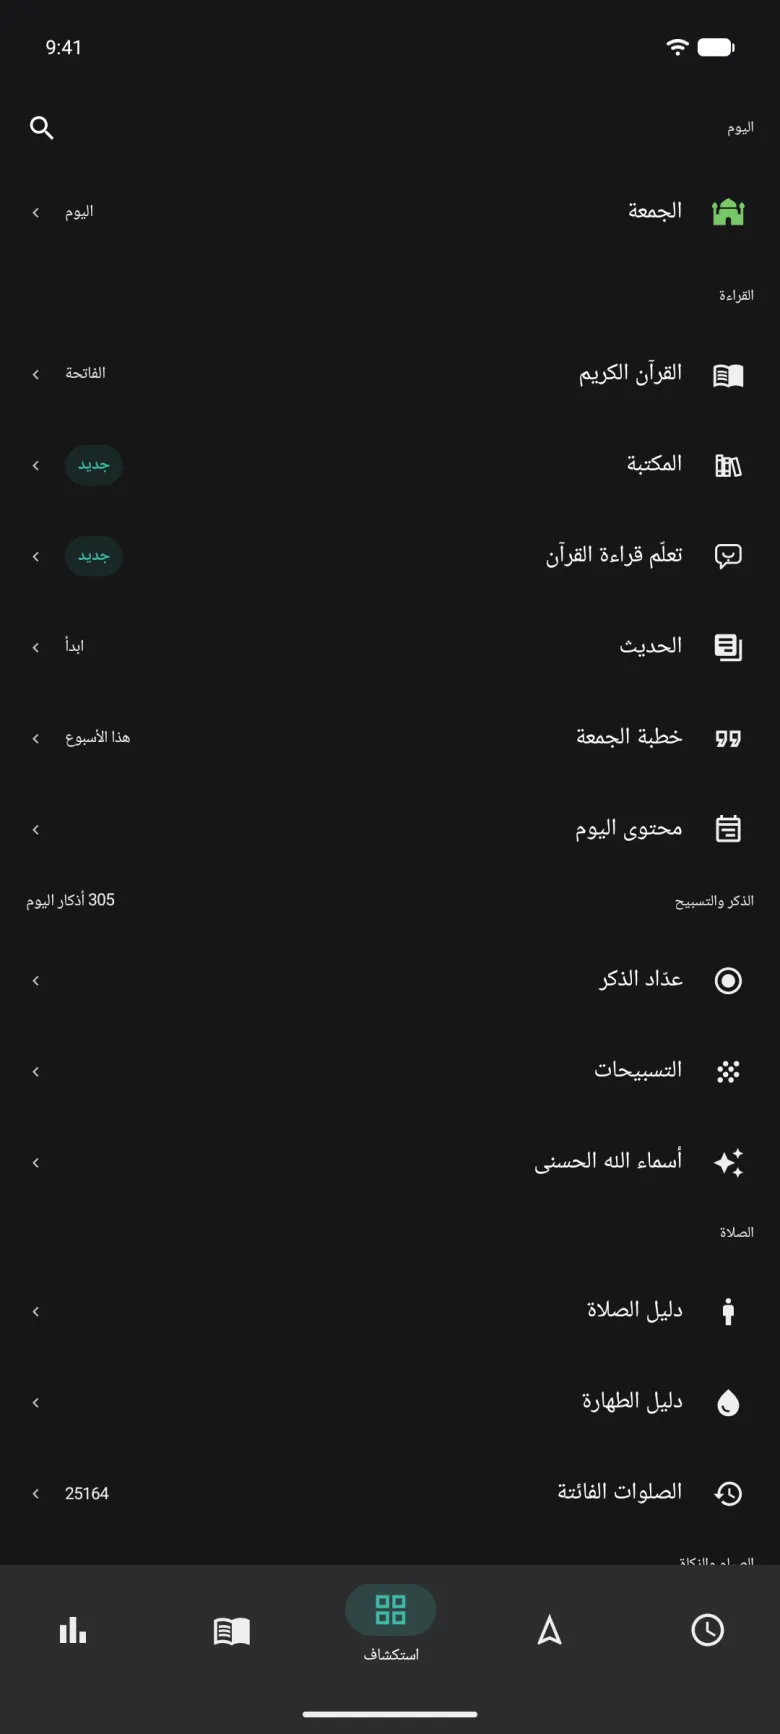 9:41
اليوم
الجمعة
اليوم
القراءة
القرآن الكريم
الفاتحة
المكتبة
جديد
تعلّم قراءة القرآن
جديد
الحديث
ابدأ
خطبة الجمعة
هذا الأسبوع
محتوى اليوم
الذكر والتسبيح
305 أذكار اليوم
عدّاد الذكر
التسبيحات
أسماء الله الحسنى
الصلاة
دليل الصلاة
دليل الطهارة
الصلوات الفائتة
25164
الصيام والزكاة
استكشاف